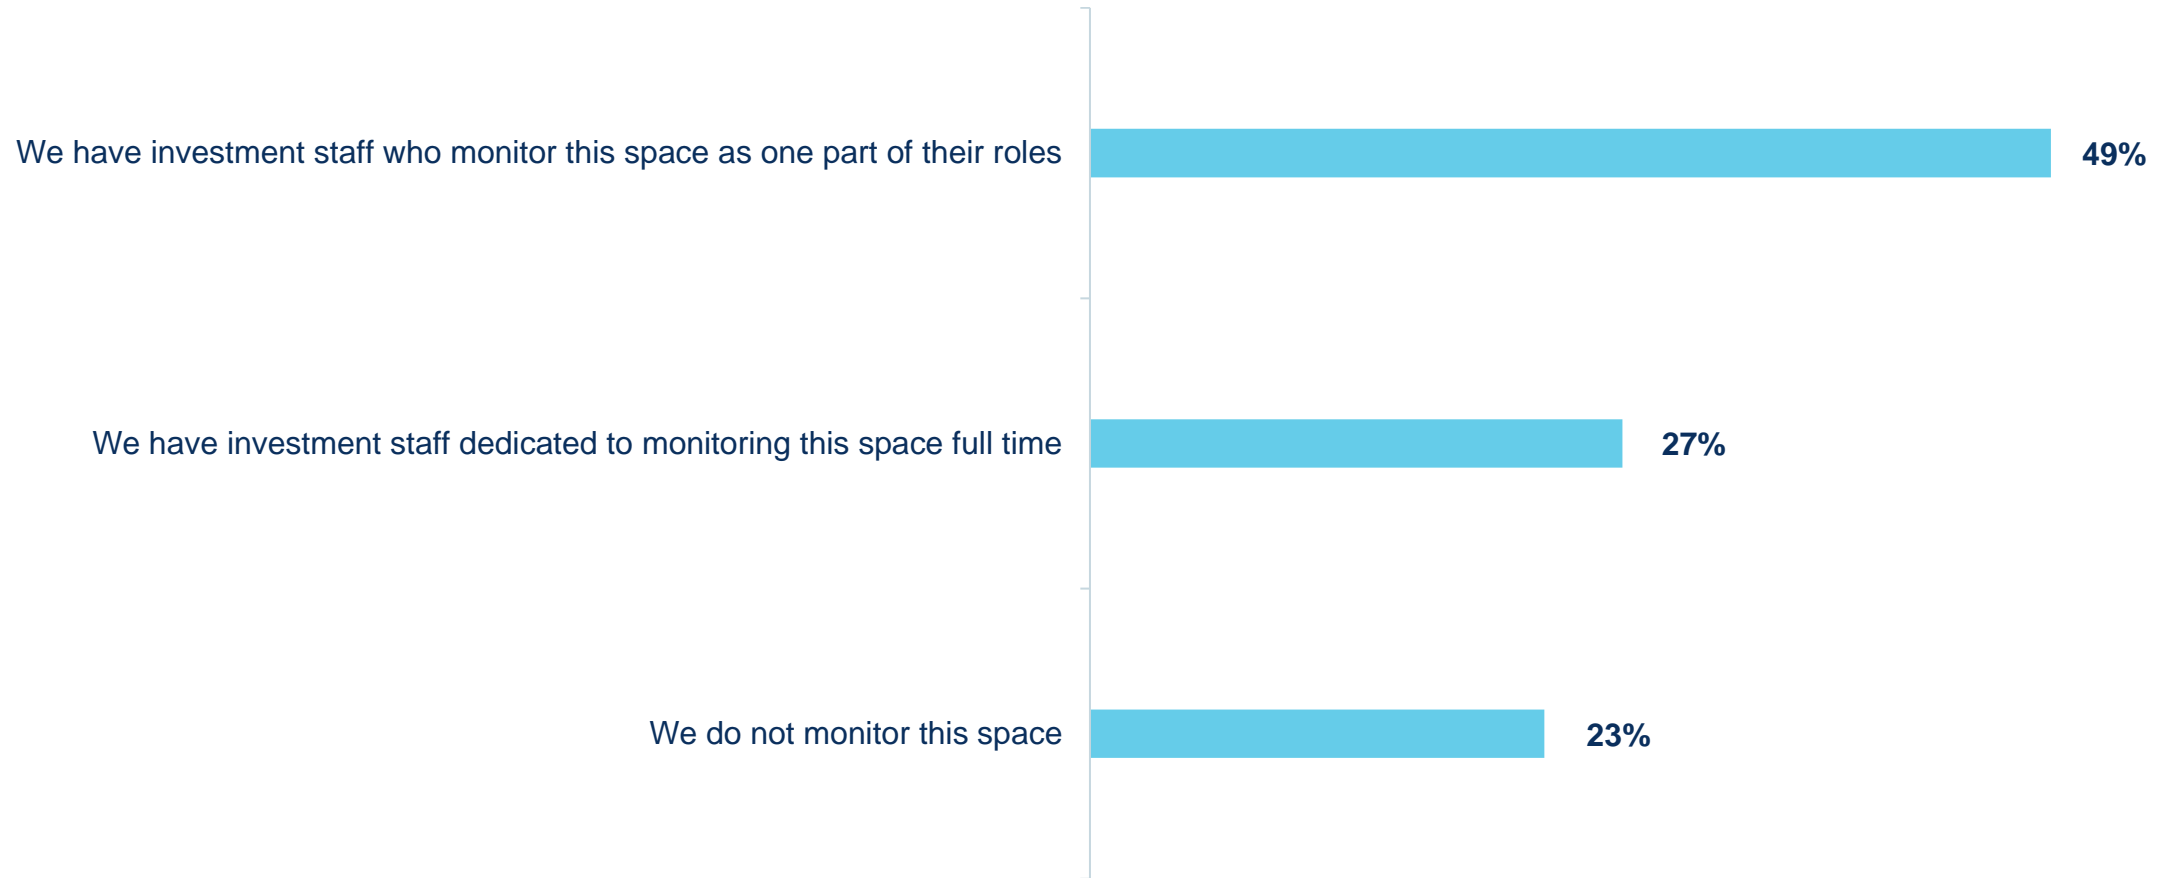 We have investment staff who monitor this space as one part of their roles 49%
We have investment staff dedicated to monitoring this space full time 27%
We do not monitor this space 23%